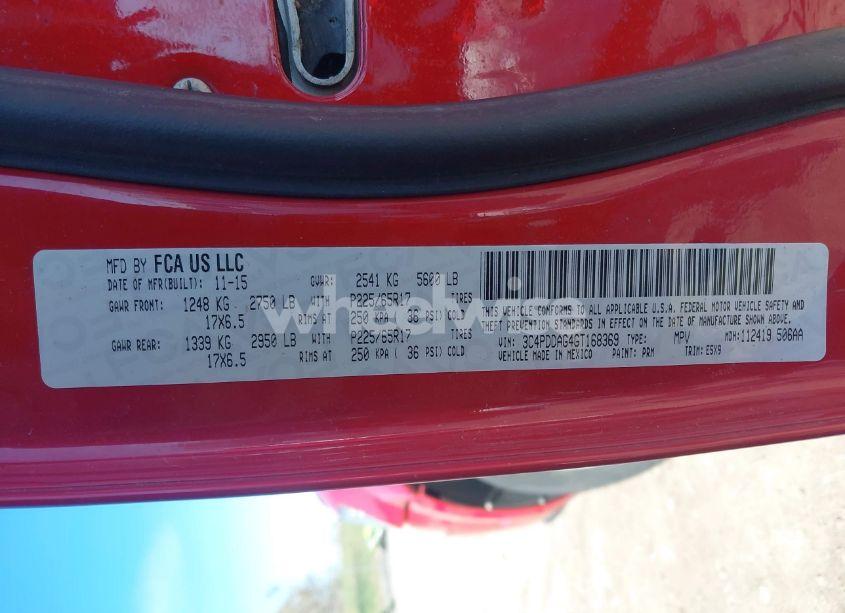 MFD BY FCA US LLC
DATE OF MFR(BUILT): 11-15 GVWR: 2541 KG 5600 LB
GAWR FRONT: 1248 KG 2750 LB WITH P225/65R17 TIRES
17X6.5 RIMS AT 250 KPA ( 36 PSI) COLD
GAWR REAR: 1339 KG 2950 LB WITH P225/65R17 TIRES
17X6.5 RIMS AT 250 KPA ( 36 PSI) COLD
THIS VEHICLE CONFORMS TO ALL APPLICABLE U.S.A. FEDERAL MOTOR VEHICLE SAFETY AND
THEFT PREVENTION STANDARDS IN EFFECT ON THE DATE OF MANUFACTURE SHOWN ABOVE.
VIN: 3C4PDDAG4GT168369 TYPE: MPV MDH:112419 506AA
VEHICLE MADE IN MEXICO PAINT: PRM TRIM: E5X9
wheelwire